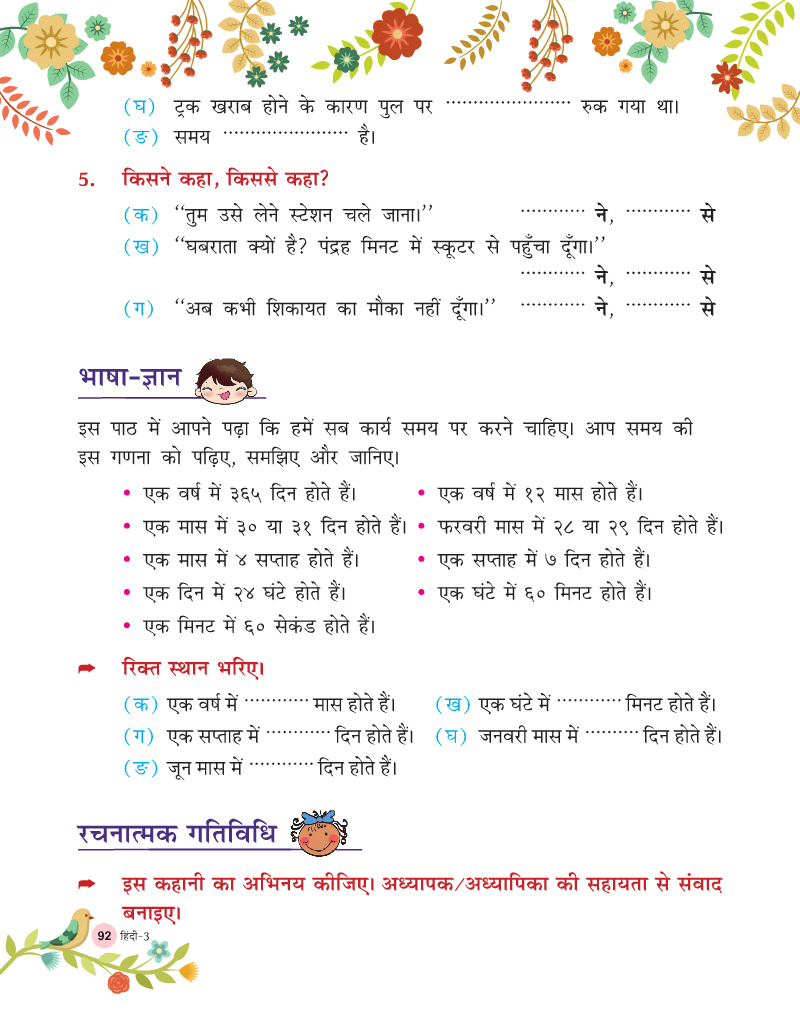 (घ) ट्रक खराब होने के कारण पुल पर ...................... रुक गया था।
(ङ) समय ...................... है।
5. किसने कहा, किससे कहा?
(क) ‘‘तुम उसे लेने स्टेशन चले जाना।’’ ............ ने, ............ से
(ख) ‘‘घबराता क्यों है? पंद्रह मिनट में स्कूटर से पहुँचा दूँगा।’’
............ ने, ............ से
(ग) ‘‘अब कभी शिकायत का मौका नहीं दूँगा।’’ ............ ने, ............ से
भाषा-ज्ञान
इस पाठ में आपने पढ़ा कि हमें सब कार्य समय पर करने चाहिए। आप समय की
इस गणना को पढ़िए, समझिए और जानिए।
• एक वर्ष में ३६५ दिन होते हैं। • एक वर्ष में १२ मास होते हैं।
• एक मास में ३० या ३१ दिन होते हैं। • फरवरी मास में २८ या २९ दिन होते हैं।
• एक मास में ४ सप्ताह होते हैं। • एक सप्ताह में ७ दिन होते हैं।
• एक दिन में २४ घंटे होते हैं। • एक घंटे में ६० मिनट होते हैं।
• एक मिनट में ६० सेकंड होते हैं।
➡ रिक्त स्थान भरिए।
(क) एक वर्ष में ............ मास होते हैं। (ख) एक घंटे में ............ मिनट होते हैं।
(ग) एक सप्ताह में ............ दिन होते हैं। (घ) जनवरी मास में .......... दिन होते हैं।
(ङ) जून मास में ............ दिन होते हैं।
रचनात्मक गतिविधि
➡ इस कहानी का अभिनय कीजिए। अध्यापक/अध्यापिका की सहायता से संवाद
बनाइए।
92 हिंदी-3